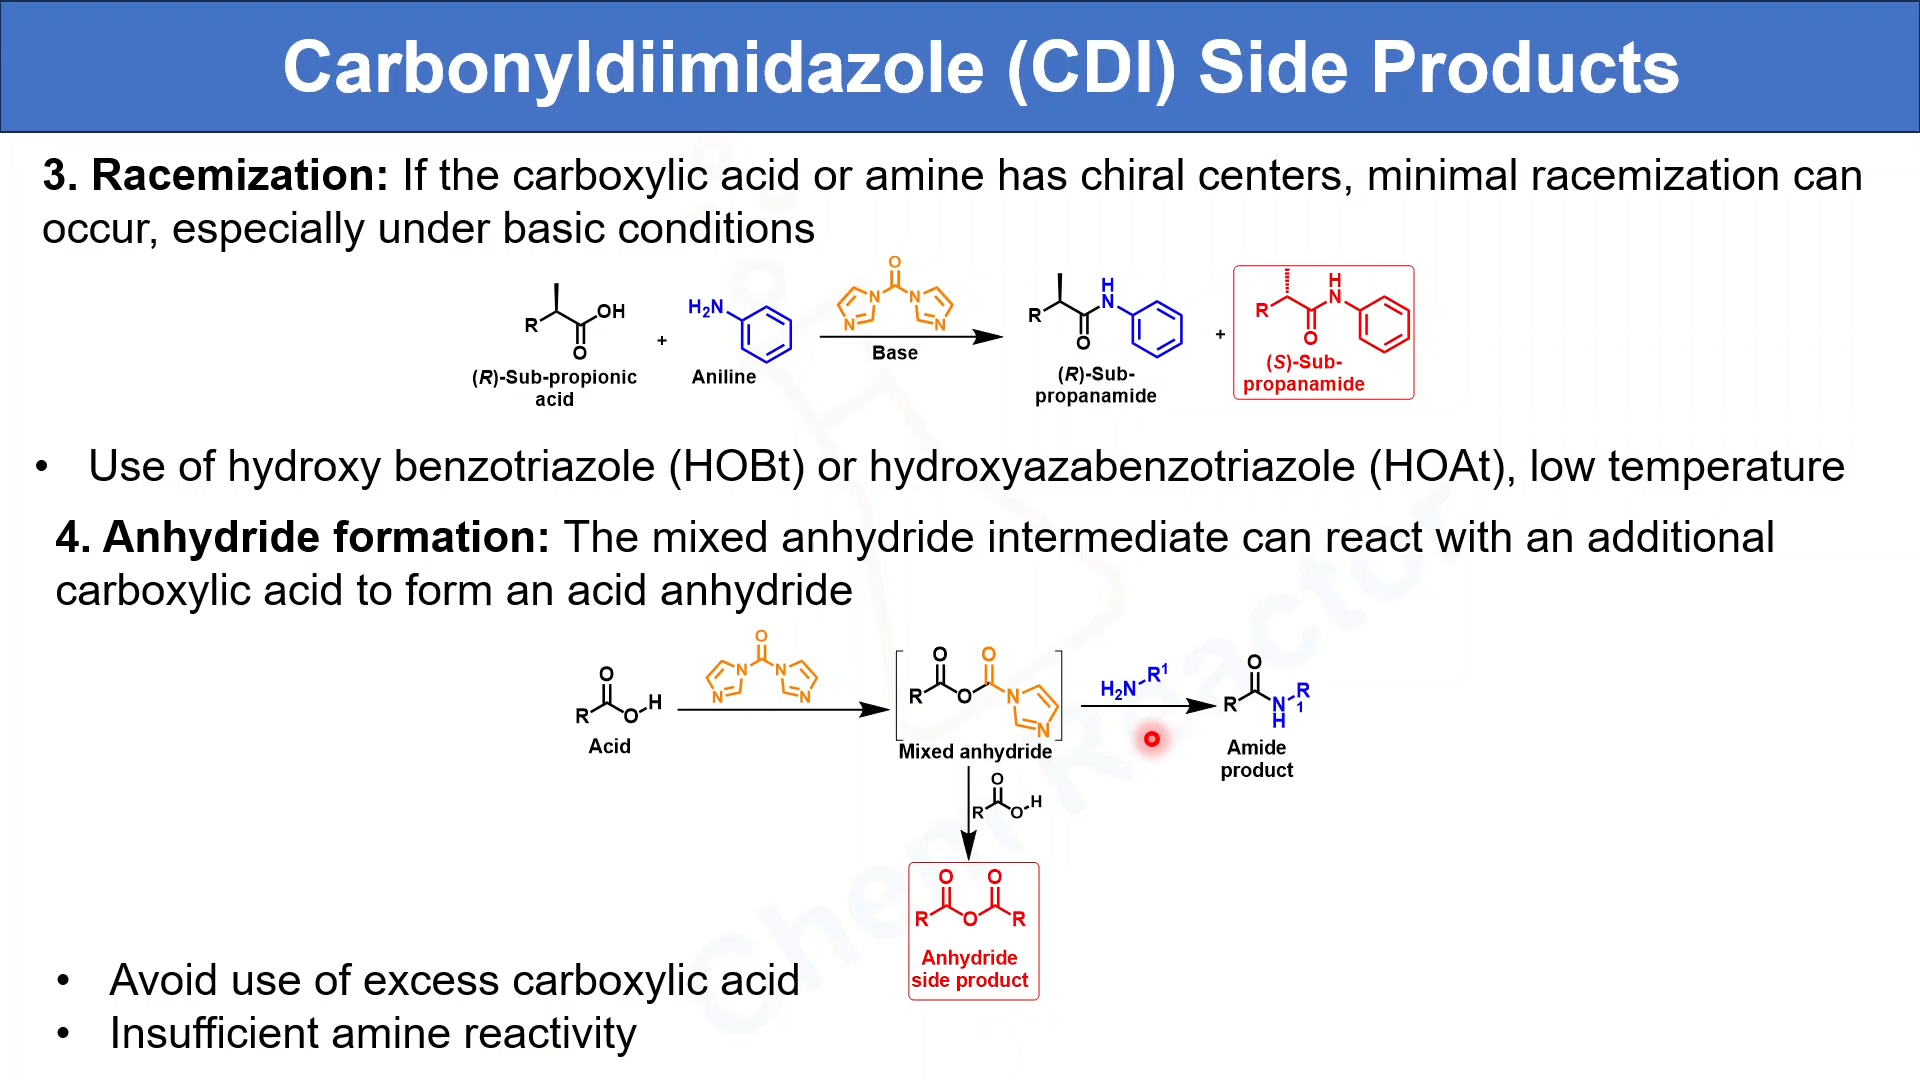 Carbonyldiimidazole (CDI) Side Products
3. Racemization: If the carboxylic acid or amine has chiral centers, minimal racemization can
occur, especially under basic conditions
R
OH
O
(R)-Sub-propionic
acid
+
H₂N
Aniline
O
N N
N N
Base
R
H
N
O
(R)-Sub-
propanamide
+
R
H
N
O
(S)-Sub-
propanamide
• Use of hydroxy benzotriazole (HOBt) or hydroxyazabenzotriazole (HOAt), low temperature
4. Anhydride formation: The mixed anhydride intermediate can react with an additional
carboxylic acid to form an acid anhydride
O
R O H
Acid
O
N N
N N
O O
R O N
N
Mixed anhydride
H₂N R¹
O
R N R
H 1
Amide
product
O
R O H
O O
R O R
Anhydride
side product
• Avoid use of excess carboxylic acid
• Insufficient amine reactivity
Chemi Reactor